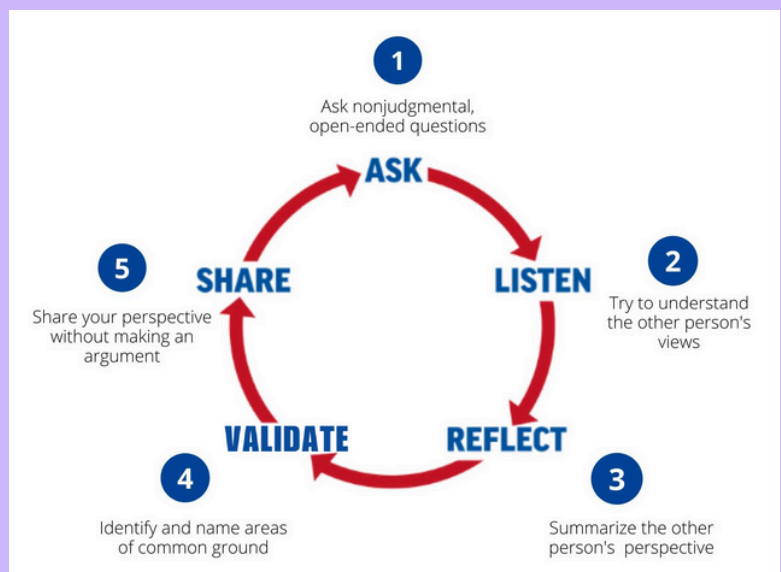 1
Ask nonjudgmental,
open-ended questions
ASK
LISTEN
2
Try to understand
the other person's
views
REFLECT
3
Summarize the other
person's perspective
VALIDATE
4
Identify and name areas
of common ground
SHARE
5
Share your perspective
without making an
argument